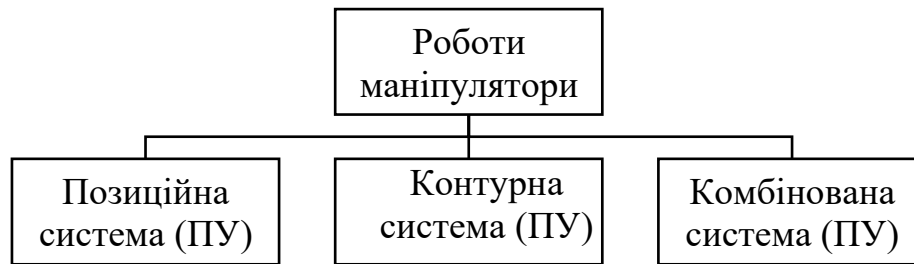 Роботи
маніпулятори
Позиційна
система (ПУ)
Контурна
система (ПУ)
Комбінована
система (ПУ)